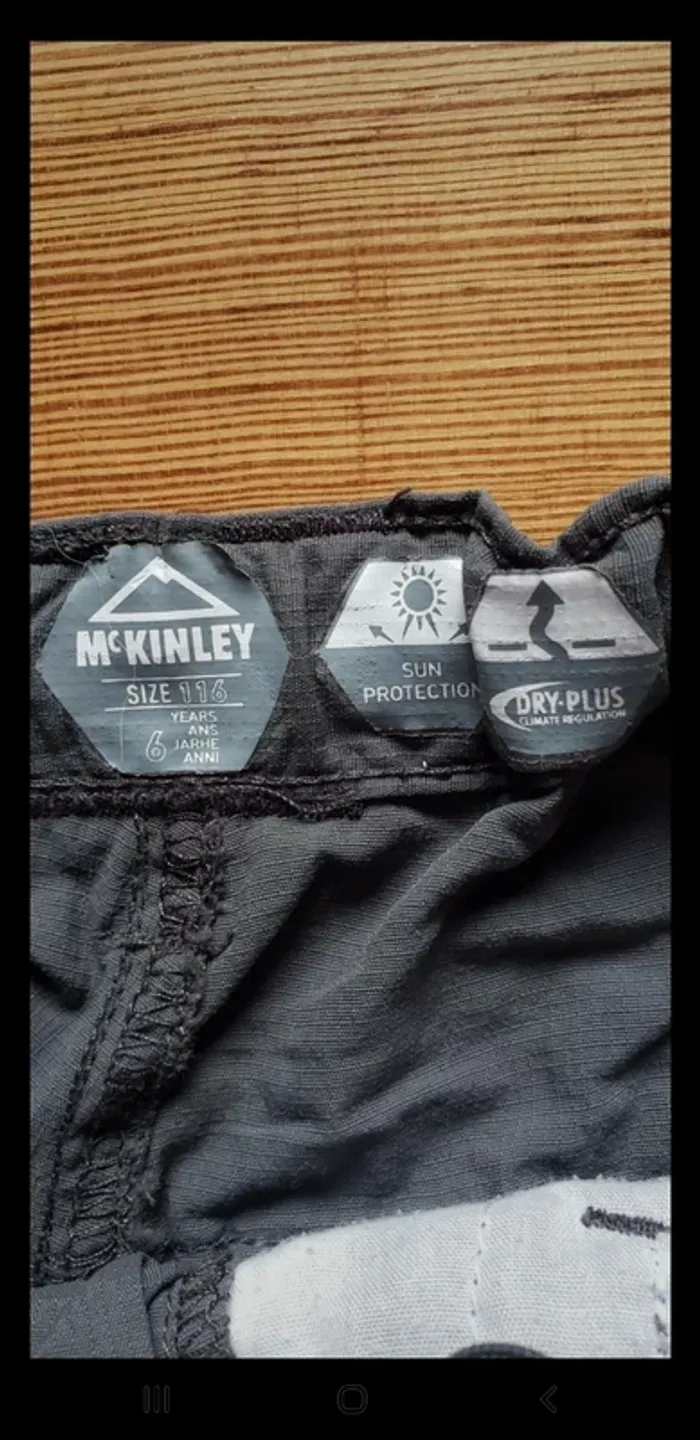 McKINLEY
SIZE 116
6
YEARS
ANS
JARHE
ANNI
SUN
PROTECTION
DRY·PLUS
CLIMATE REGULATION